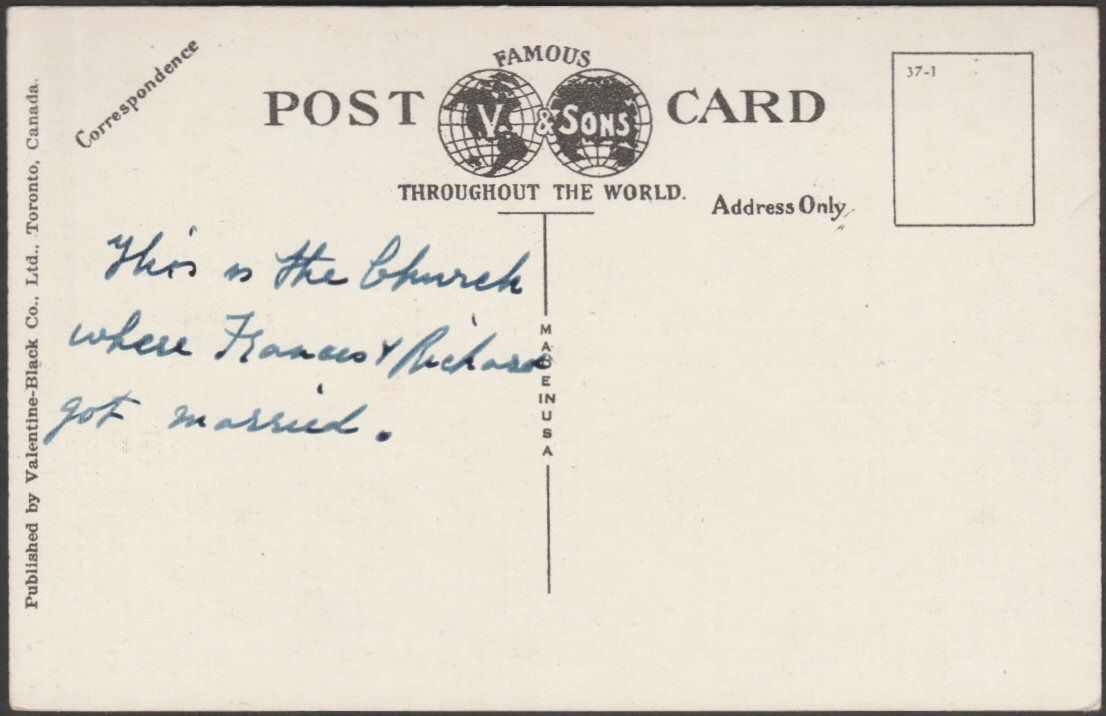 Correspondence
FAMOUS
POST CARD
V. & SONS
THROUGHOUT THE WORLD.
Address Only
37-1
This is the Church
where Frances & Richard
got married.
MADE IN USA
Published by Valentine-Black Co., Ltd., Toronto, Canada.